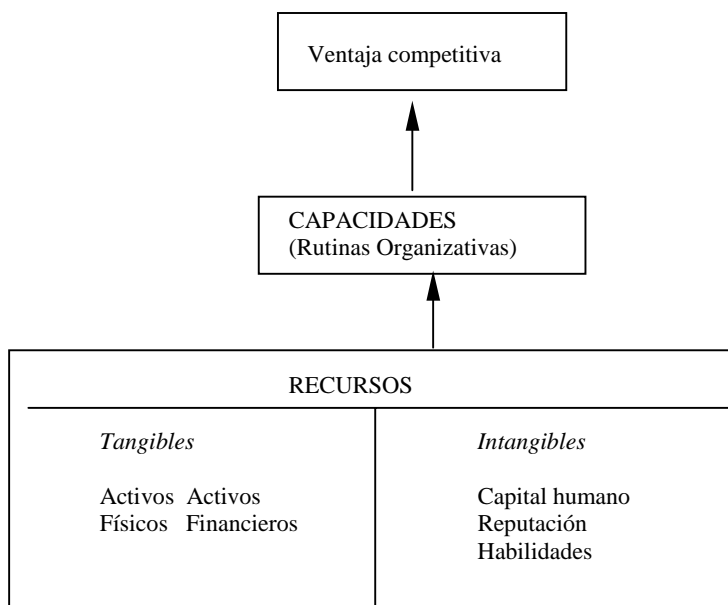 Ventaja competitiva
CAPACIDADES
(Rutinas Organizativas)
RECURSOS
Tangibles
Activos Activos
Físicos Financieros
Intangibles
Capital humano
Reputación
Habilidades